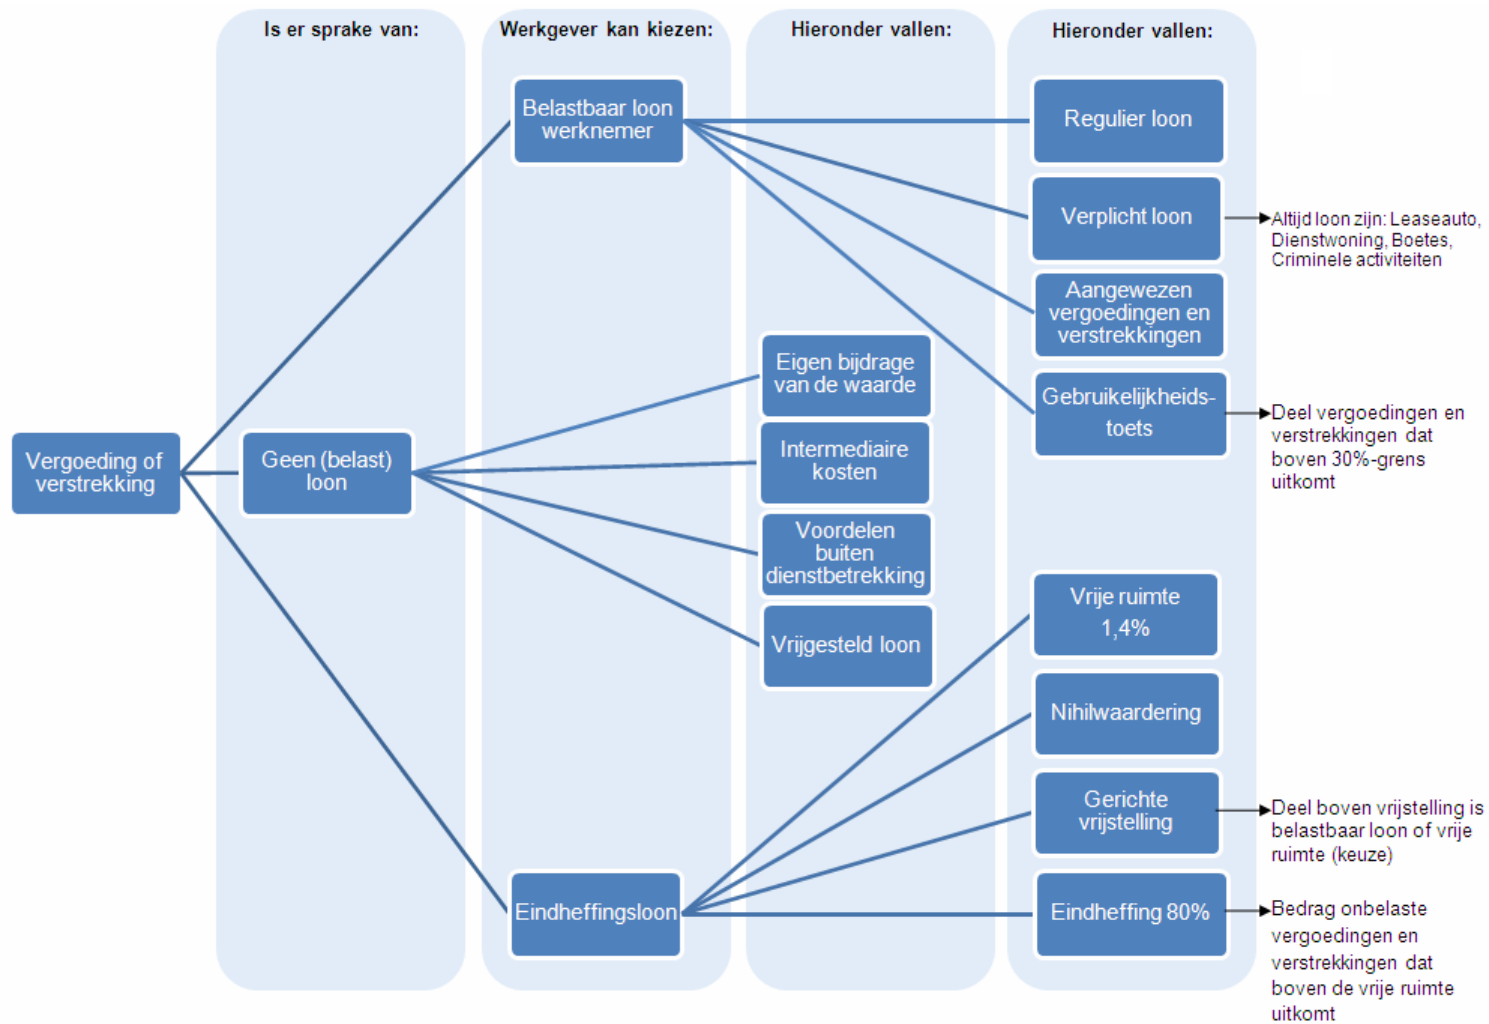 Is er sprake van:
Werkgever kan kiezen:
Hieronder vallen:
Hieronder vallen:
Vergoeding of
verstrekking
Geen (belast)
loon
Belastbaar loon
werknemer
Eindheffingsloon
Eigen bijdrage
van de waarde
Intermediaire
kosten
Voordelen
buiten
dienstbetrekking
Vrijgesteld loon
Regulier loon
Verplicht loon
Altijd loon zijn: Leaseauto,
Dienstwoning, Boetes,
Criminele activiteiten
Aangewezen
vergoedingen en
verstrekkingen
Gebruikelijkheids-
toets
Deel vergoedingen en
verstrekkingen dat
boven 30%-grens
uitkomt
Vrije ruimte
1,4%
Nihilwaardering
Gerichte
vrijstelling
Deel boven vrijstelling is
belastbaar loon of vrije
ruimte (keuze)
Eindheffing 80%
Bedrag onbelaste
vergoedingen en
verstrekkingen dat
boven de vrije ruimte
uitkomt